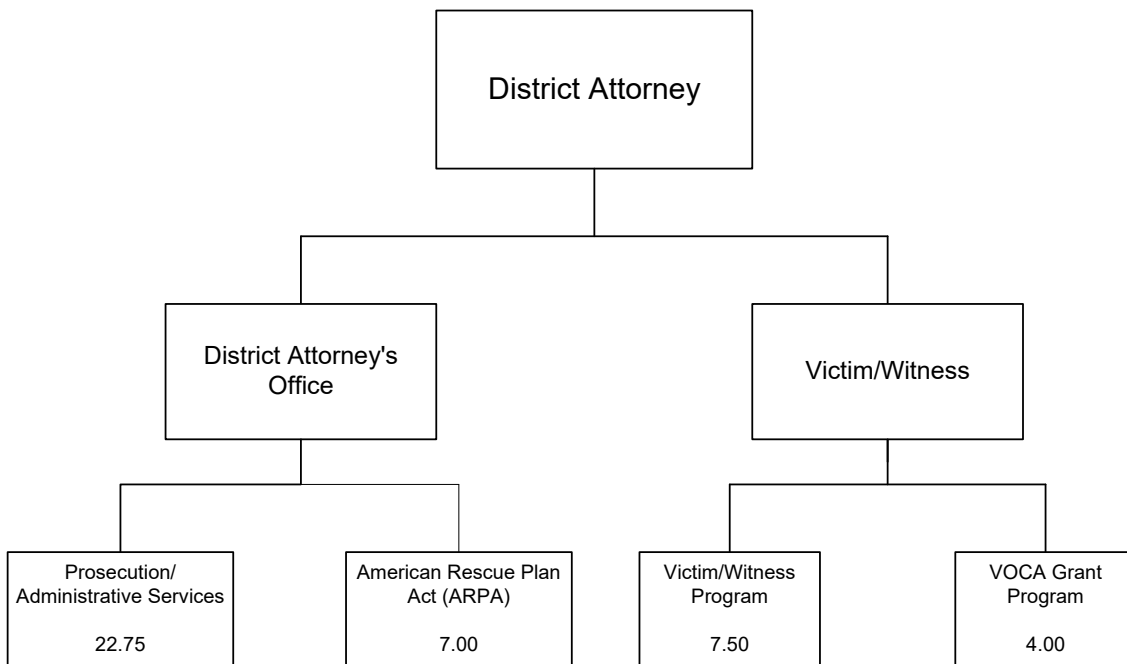 District Attorney
District Attorney's
Office
Victim/Witness
Prosecution/
Administrative Services
22.75
American Rescue Plan
Act (ARPA)
7.00
Victim/Witness
Program
7.50
VOCA Grant
Program
4.00